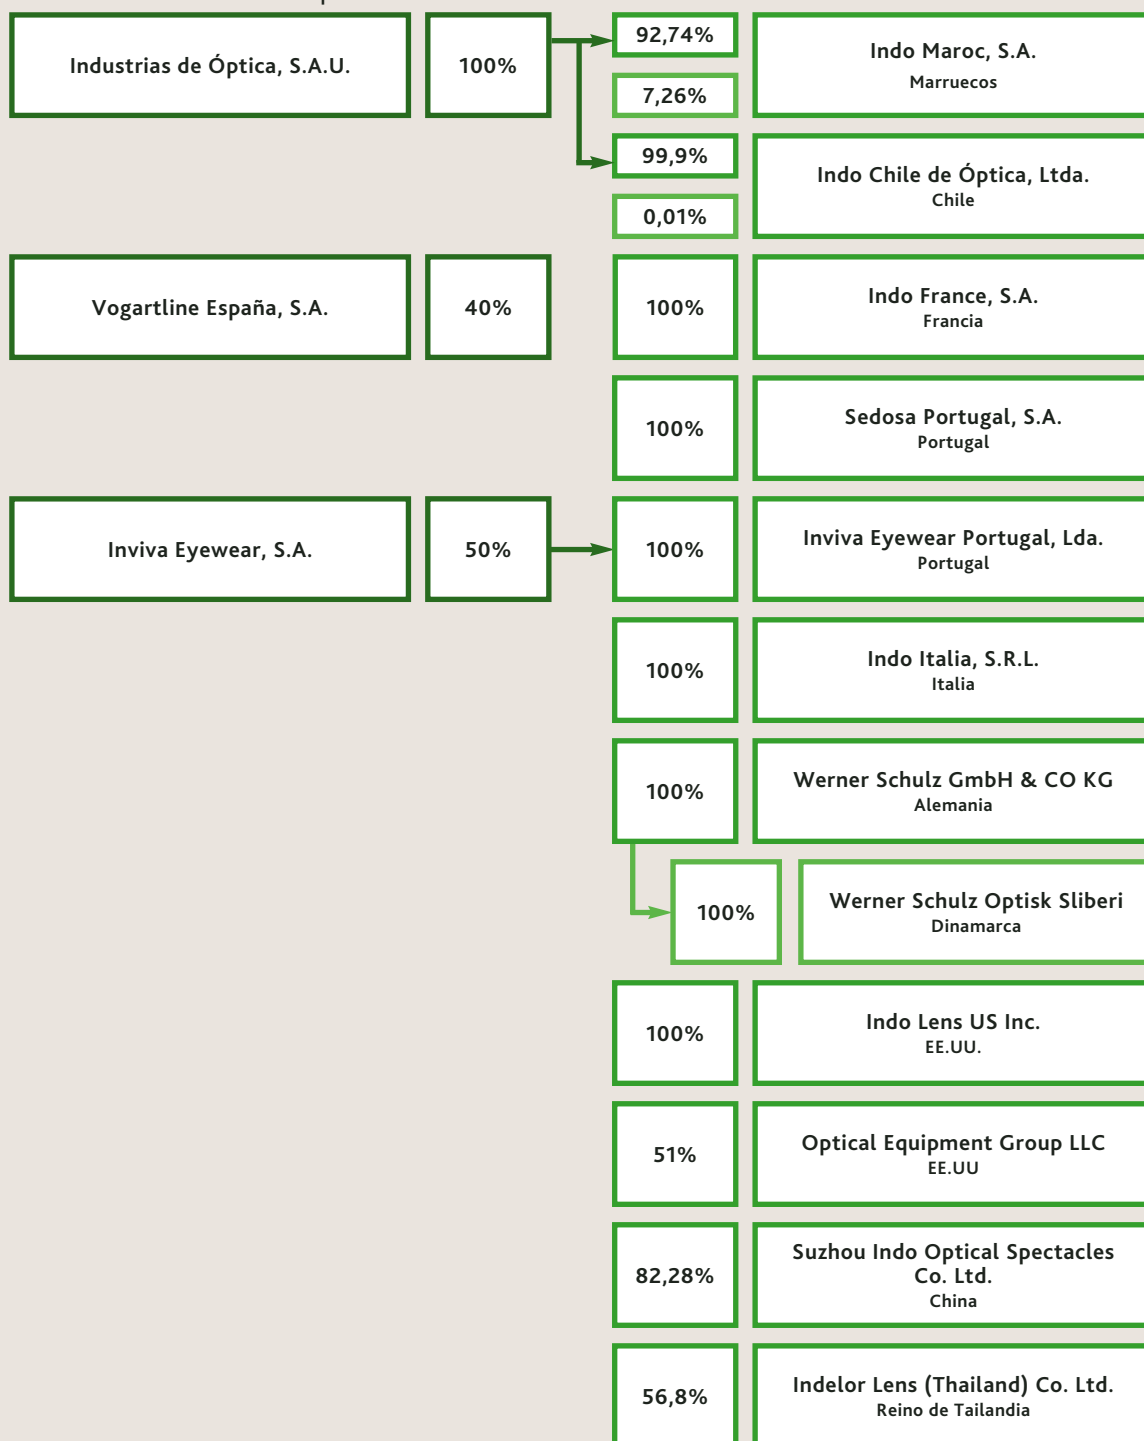 Industrias de Óptica, S.A.U.
100%
92,74%
7,26%
Indo Maroc, S.A.
Marruecos
99,9%
0,01%
Indo Chile de Óptica, Ltda.
Chile
Vogartline España, S.A.
40%
100%
Indo France, S.A.
Francia
100%
Sedosa Portugal, S.A.
Portugal
Inviva Eyewear, S.A.
50%
100%
Inviva Eyewear Portugal, Lda.
Portugal
100%
Indo Italia, S.R.L.
Italia
100%
Werner Schulz GmbH & CO KG
Alemania
100%
Werner Schulz Optisk Sliberi
Dinamarca
100%
Indo Lens US Inc.
EE.UU.
51%
Optical Equipment Group LLC
EE.UU
82,28%
Suzhou Indo Optical Spectacles
Co. Ltd.
China
56,8%
Indelor Lens (Thailand) Co. Ltd.
Reino de Tailandia